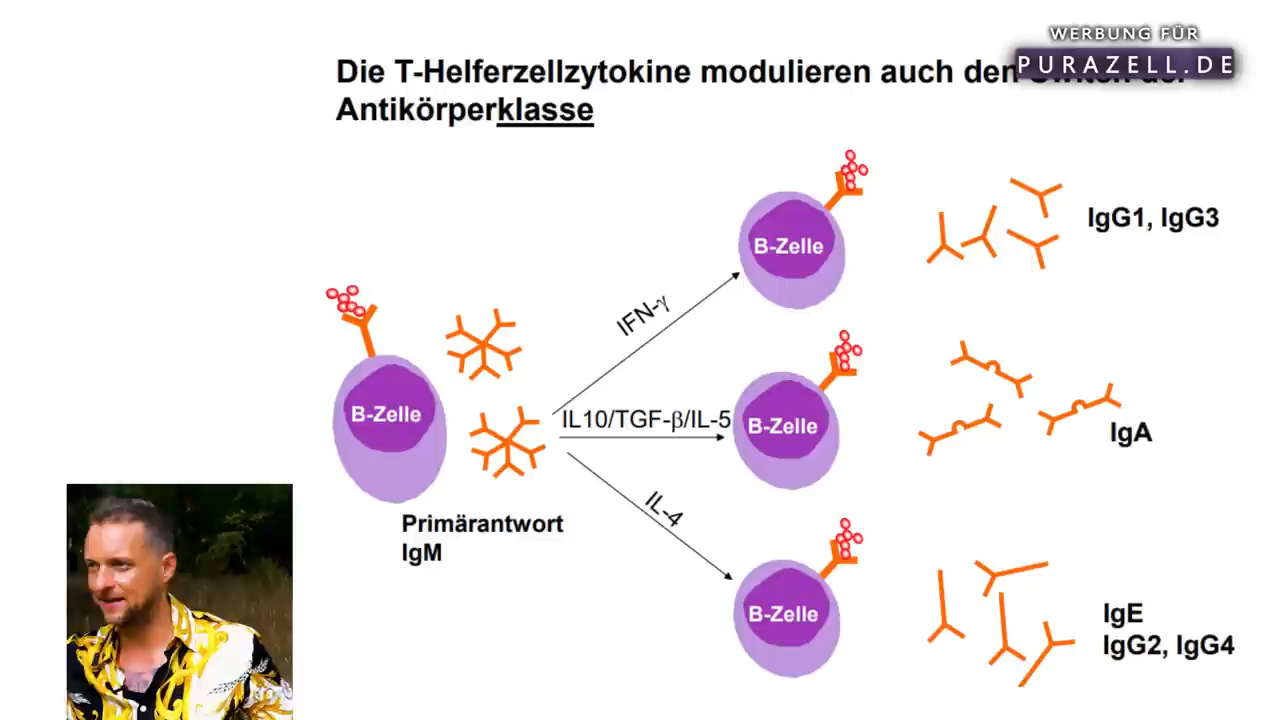 WERBUNG FÜR
PURAZELL.DE
Die T-Helferzellzytokine modulieren auch den
Antikörperklasse
B-Zelle
IgG1, IgG3
IFN-γ
B-Zelle
IL10/TGF-β/IL-5
B-Zelle
IgA
IL-4
Primärantwort
IgM
B-Zelle
IgE
IgG2, IgG4